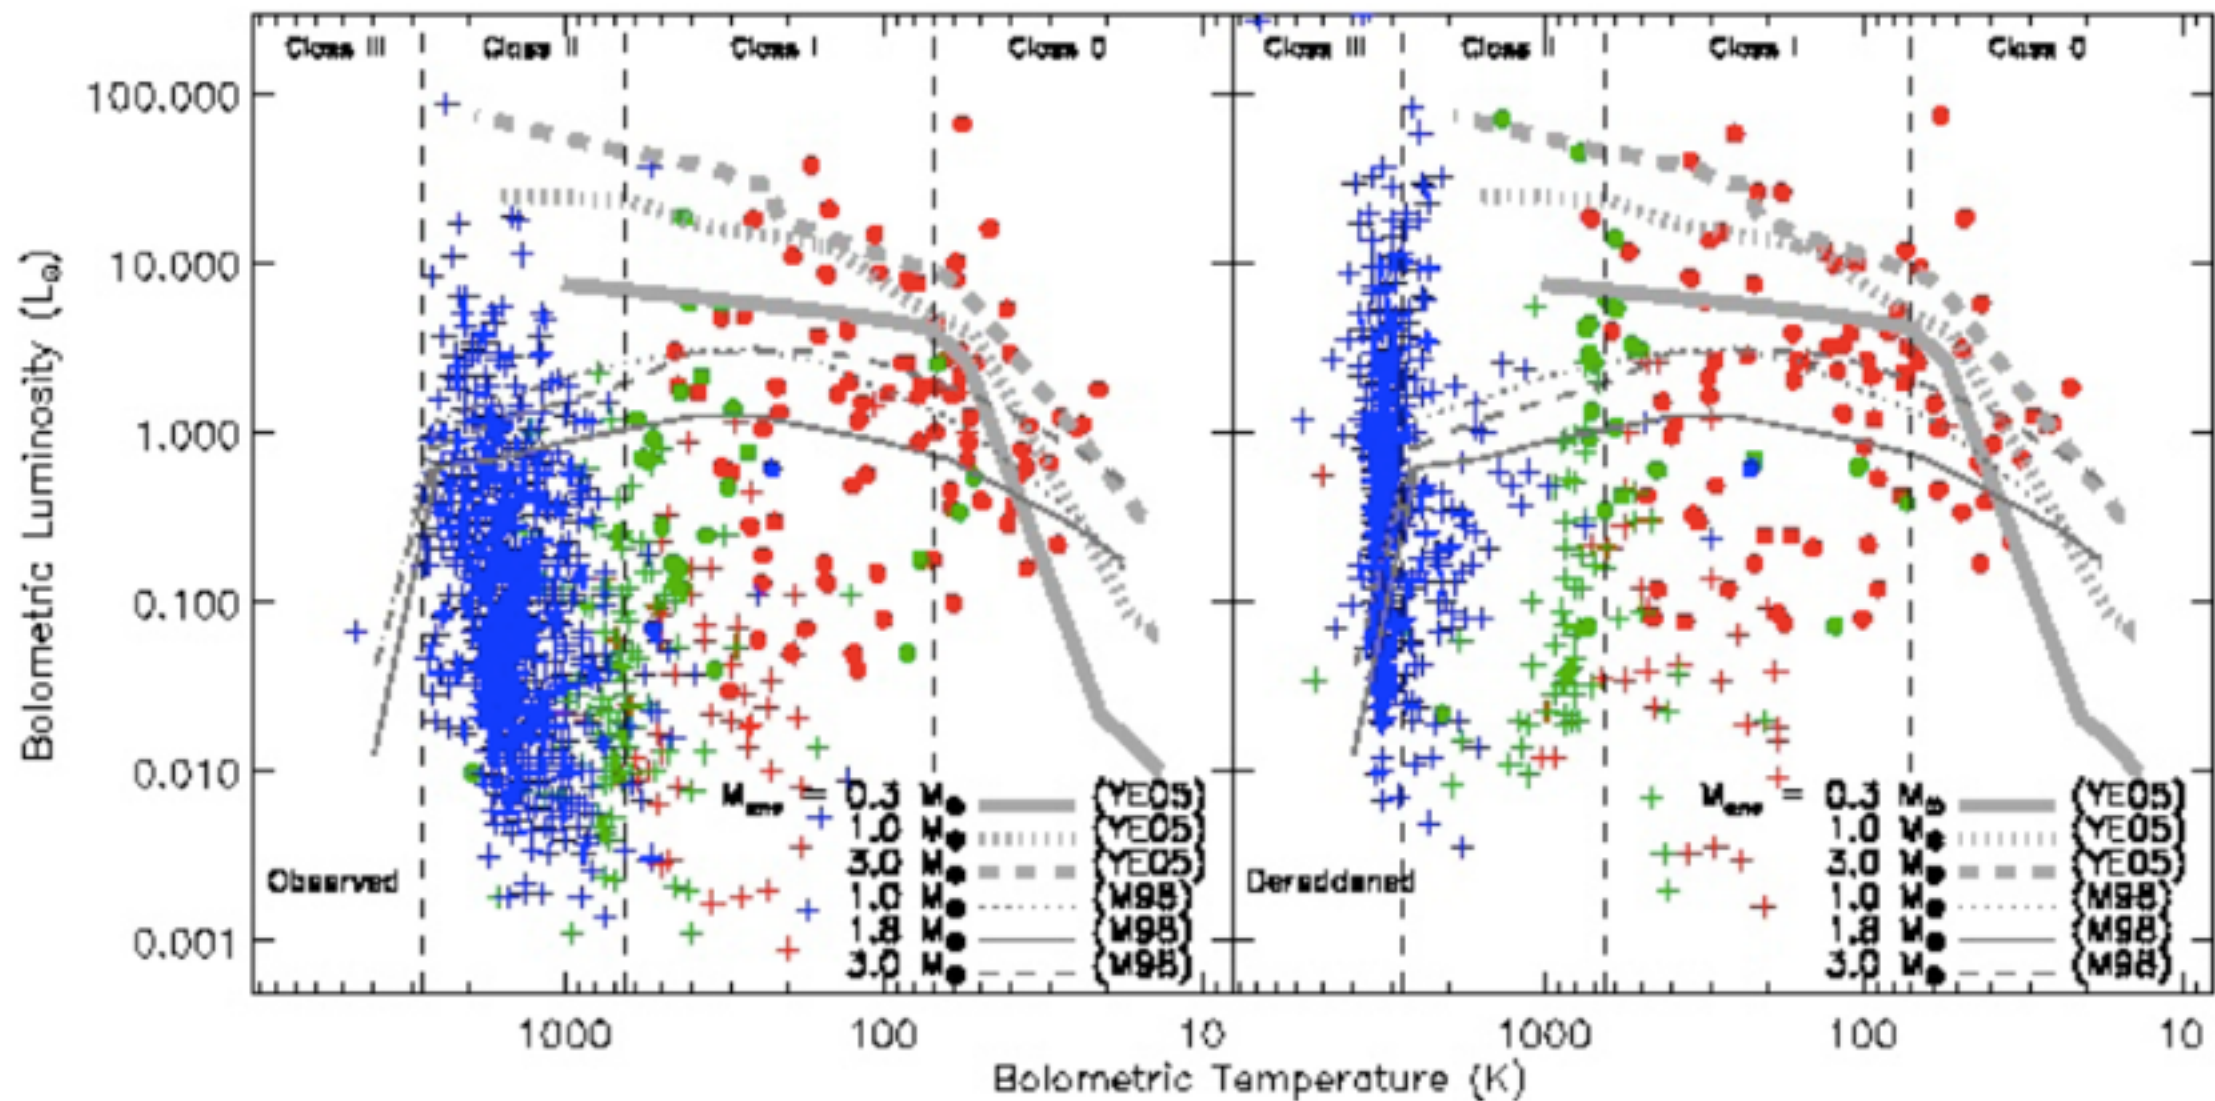 Class III Class II Class I Class 0
Class III Class II Class I Class 0
100.000
10.000
1.000
0.100
0.010
0.001
Bolometric Luminosity (L⊙)
Observed
M_env = 0.3 M⊙ (YE05)
1.0 M⊙ (YE05)
3.0 M⊙ (YE05)
1.0 M⊙ (M98)
1.8 M⊙ (M98)
3.0 M⊙ (M98)
Dereddened
M_env = 0.3 M⊙ (YE05)
1.0 M⊙ (YE05)
3.0 M⊙ (YE05)
1.0 M⊙ (M98)
1.8 M⊙ (M98)
3.0 M⊙ (M98)
1000 100 10
1000 100 10
Bolometric Temperature (K)